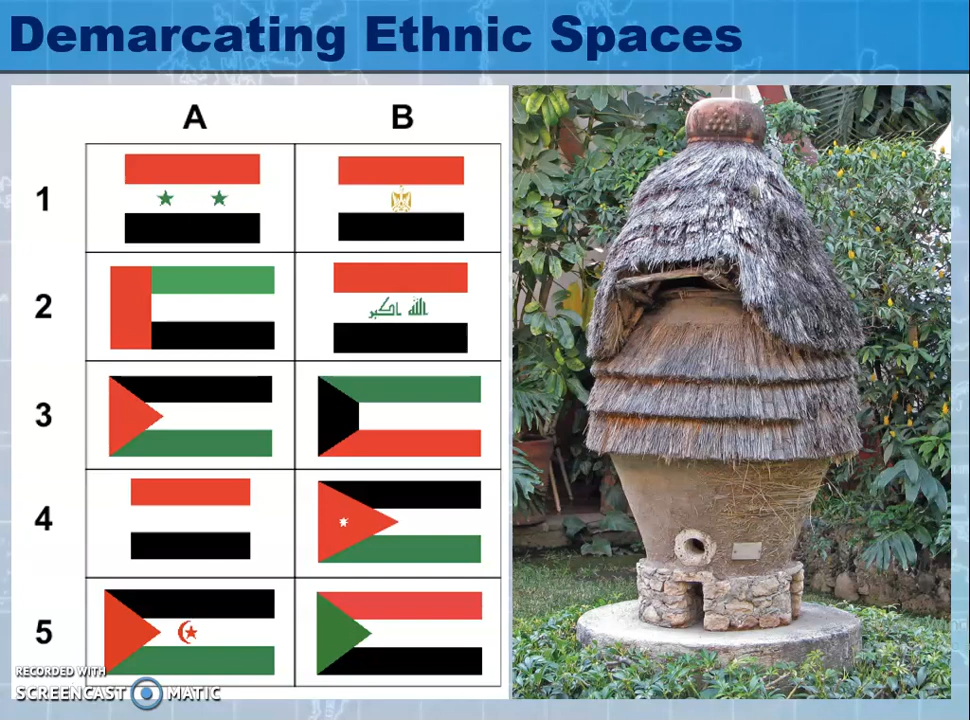 Demarcating Ethnic Spaces
A B
1
2
الله اكبر
3
4
5
RECORDED WITH
SCREENCAST MATIC